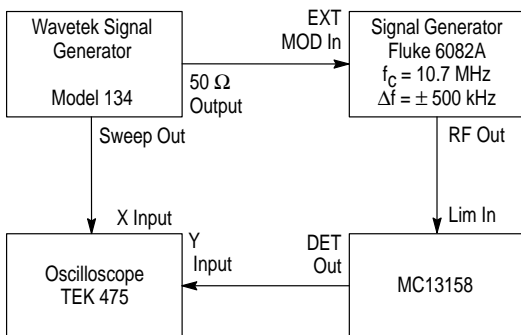 Wavetek Signal
Generator
Model 134
50 Ω
Output
EXT
MOD In
Signal Generator
Fluke 6082A
fc = 10.7 MHz
Δf = ± 500 kHz
Sweep Out
RF Out
X Input
Y
Input
DET
Out
Lim In
Oscilloscope
TEK 475
MC13158